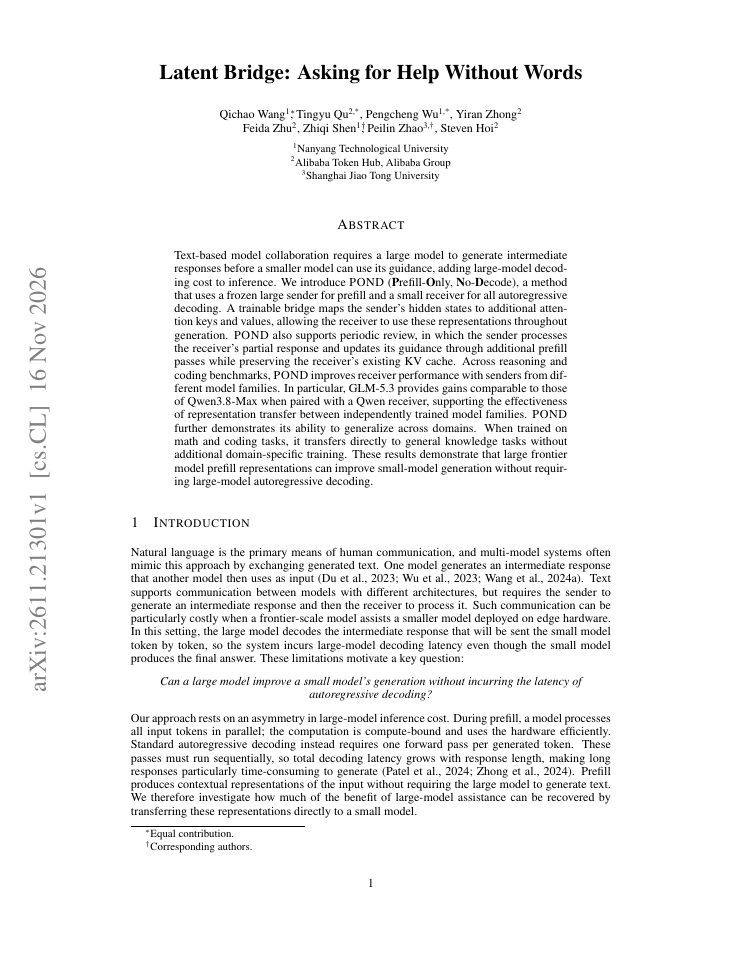 Latent Bridge: Asking for Help Without Words
Qichao Wang1,*, Tingyu Qu2,*, Pengcheng Wu1,*, Yiran Zhong2
Feida Zhu2, Zhiqi Shen1,†, Peilin Zhao3,†, Steven Hoi2
1Nanyang Technological University
2Alibaba Token Hub, Alibaba Group
3Shanghai Jiao Tong University
ABSTRACT
Text-based model collaboration requires a large model to generate intermediate
responses before a smaller model can use its guidance, adding large-model decod-
ing cost to inference. We introduce POND (Prefill-Only, No-Decode), a method
that uses a frozen large sender for prefill and a small receiver for all autoregressive
decoding. A trainable bridge maps the sender's hidden states to additional atten-
tion keys and values, allowing the receiver to use these representations throughout
generation. POND also supports periodic review, in which the sender processes
the receiver's partial response and updates its guidance through additional prefill
passes while preserving the receiver's existing KV cache. Across reasoning and
coding benchmarks, POND improves receiver performance with senders from dif-
ferent model families. In particular, GLM-5.3 provides gains comparable to those
of Qwen3.8-Max when paired with a Qwen receiver, supporting the effectiveness
of representation transfer between independently trained model families. POND
further demonstrates its ability to generalize across domains. When trained on
math and coding tasks, it transfers directly to general knowledge tasks without
additional domain-specific training. These results demonstrate that large frontier
model prefill representations can improve small-model generation without requir-
ing large-model autoregressive decoding.
1 INTRODUCTION
Natural language is the primary means of human communication, and multi-model systems often
mimic this approach by exchanging generated text. One model generates an intermediate response
that another model then uses as input (Du et al., 2023; Wu et al., 2023; Wang et al., 2024a). Text
supports communication between models with different architectures, but requires the sender to
generate an intermediate response and then the receiver to process it. Such communication can be
particularly costly when a frontier-scale model assists a smaller model deployed on edge hardware.
In this setting, the large model decodes the intermediate response that will be sent the small model
token by token, so the system incurs large-model decoding latency even though the small model
produces the final answer. These limitations motivate a key question:
Can a large model improve a small model's generation without incurring the latency of
autoregressive decoding?
Our approach rests on an asymmetry in large-model inference cost. During prefill, a model processes
all input tokens in parallel; the computation is compute-bound and uses the hardware efficiently.
Standard autoregressive decoding instead requires one forward pass per generated token. These
passes must run sequentially, so total decoding latency grows with response length, making long
responses particularly time-consuming to generate (Patel et al., 2024; Zhong et al., 2024). Prefill
produces contextual representations of the input without requiring the large model to generate text.
We therefore investigate how much of the benefit of large-model assistance can be recovered by
transferring these representations directly to a small model.
*Equal contribution.
†Corresponding authors.
1
arXiv:2611.21301v1 [cs.CL] 16 Nov 2026